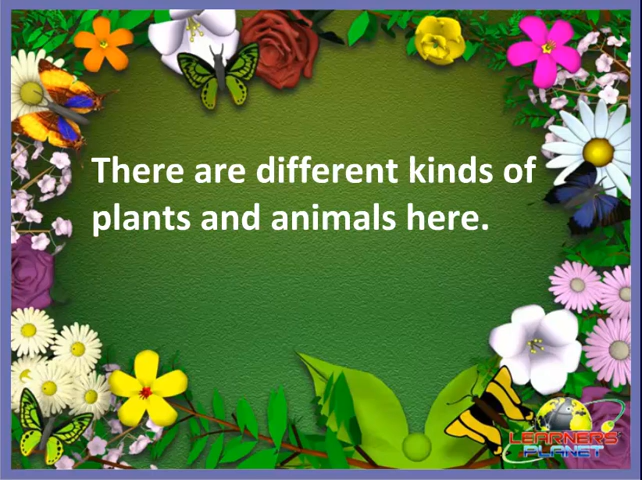 There are different kinds of
plants and animals here.
LEARNERS
PLANET